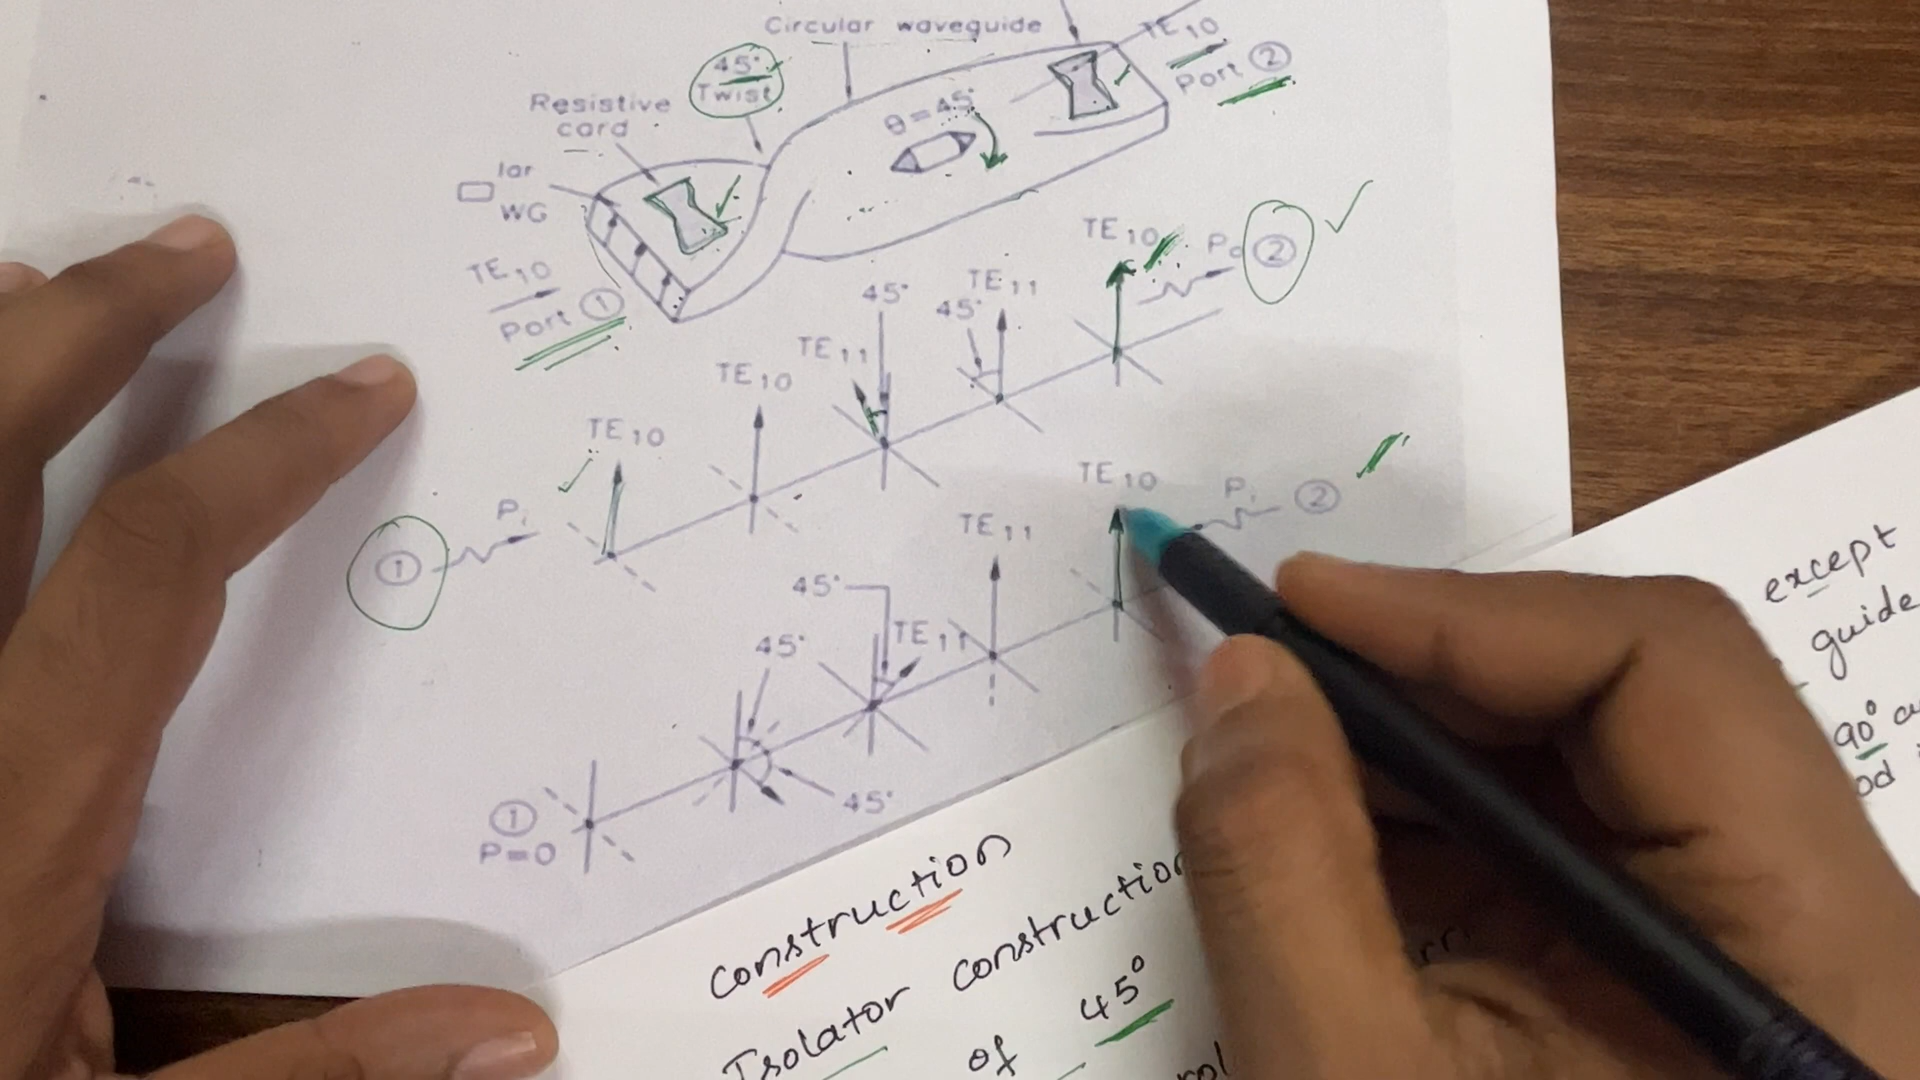 Circular waveguide
TE10
Port 2
45°
Twist
Resistive
card
θ = 45°
lar
WG
TE10
Port 1
TE10
2
TE11
45°
45°
TE11
TE10
TE10
1
Pi
TE10
Pi 2
TE11
45°
TE11
45°
45°
1
P=0
Construction
Isolator construction
of 45°
except
guide
90°